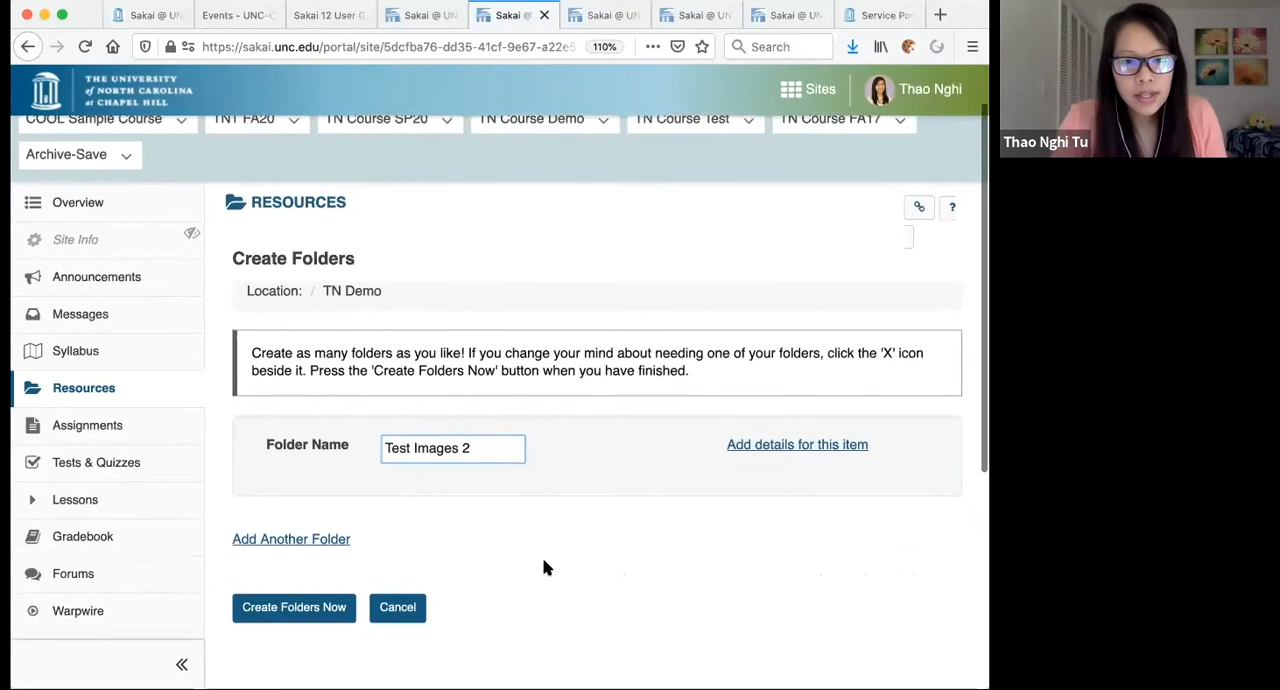 Sakai @ UN
Events - UNC-C
Sakai 12 User G
Sakai @ UN
Sakai @
Sakai @ UN
Sakai @ UN
Sakai @ UN
Service Po
https://sakai.unc.edu/portal/site/5dcfba76-dd35-41cf-9e67-a22e5
110%
Search
THE UNIVERSITY
of NORTH CAROLINA
at CHAPEL HILL
Sites
Thao Nghi
COOL Sample Course
TNT FA20
TN Course SP20
TN Course Demo
TN Course Test
TN Course FA17
Archive-Save
Overview
Site Info
Announcements
Messages
Syllabus
Resources
Assignments
Tests & Quizzes
Lessons
Gradebook
Forums
Warpwire
RESOURCES
?
Create Folders
Location: / TN Demo
Create as many folders as you like! If you change your mind about needing one of your folders, click the 'X' icon
beside it. Press the 'Create Folders Now' button when you have finished.
Folder Name
Test Images 2
Add details for this item
Add Another Folder
Create Folders Now
Cancel
Thao Nghi Tu